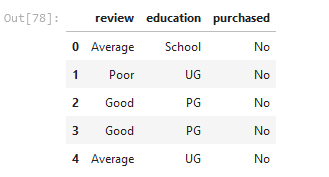 Out[78]:
review education purchased
0 Average School No
1 Poor UG No
2 Good PG No
3 Good PG No
4 Average UG No